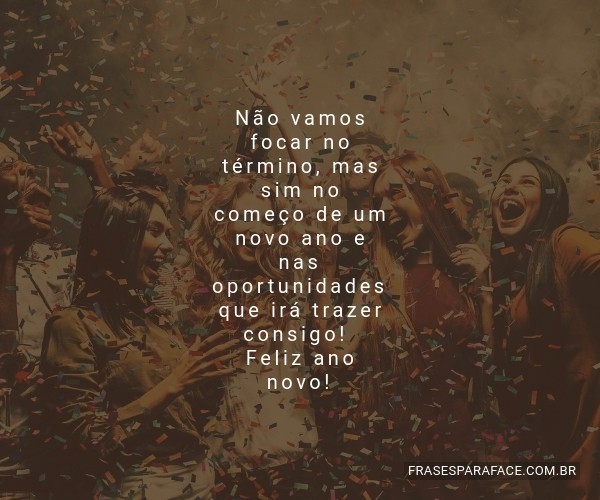 Não vamos
focar no
término, mas
sim no
começo de um
novo ano e
nas
oportunidades
que irá trazer
consigo!
Feliz ano
novo!
FRASESPARAFACE.COM.BR